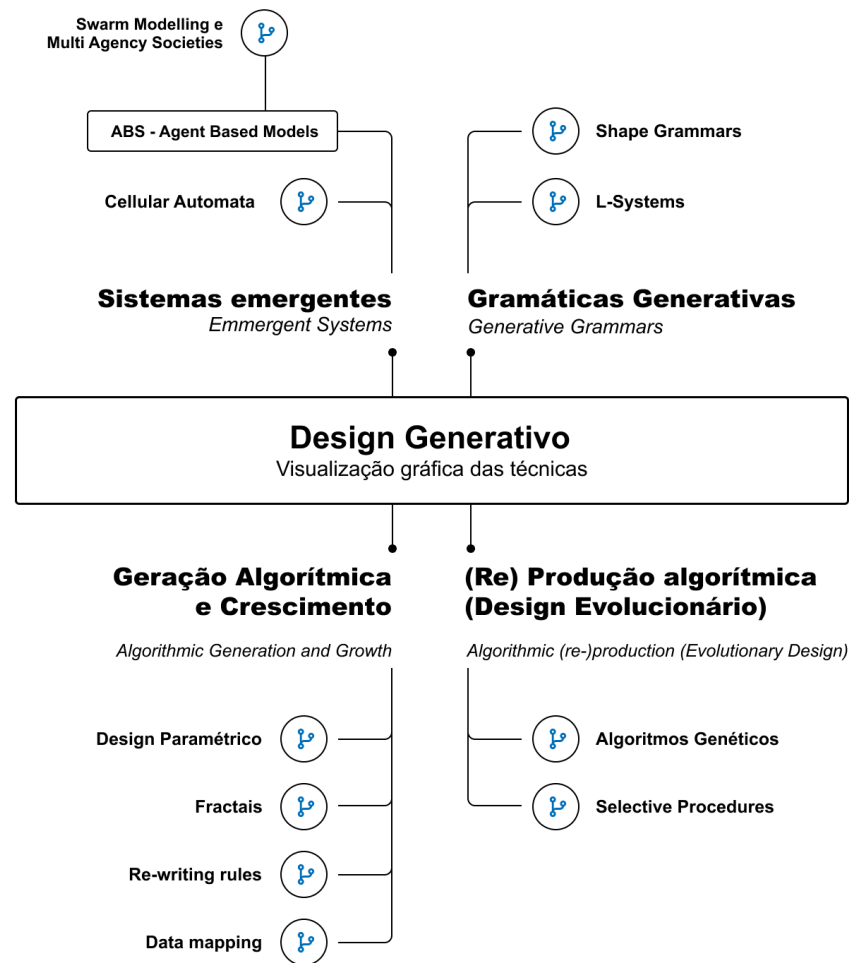 Swarm Modelling e
Multi Agency Societies
ABS - Agent Based Models
Cellular Automata
Shape Grammars
L-Systems
Sistemas emergentes
Emmergent Systems
Gramáticas Generativas
Generative Grammars
Design Generativo
Visualização gráfica das técnicas
Geração Algorítmica
e Crescimento
Algorithmic Generation and Growth
(Re) Produção algorítmica
(Design Evolucionário)
Algorithmic (re-)production (Evolutionary Design)
Design Paramétrico
Fractais
Re-writing rules
Data mapping
Algoritmos Genéticos
Selective Procedures